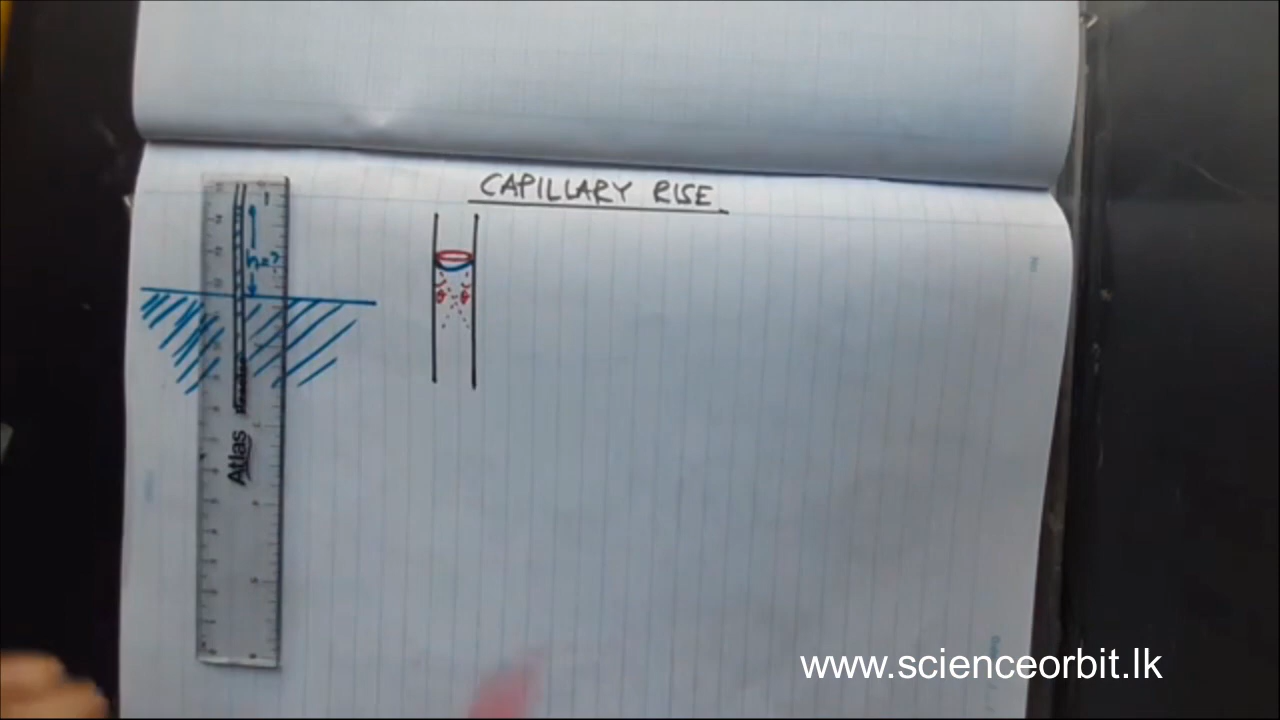 CAPILLARY RISE
h=?
θ θ
Atlas
www.scienceorbit.lk